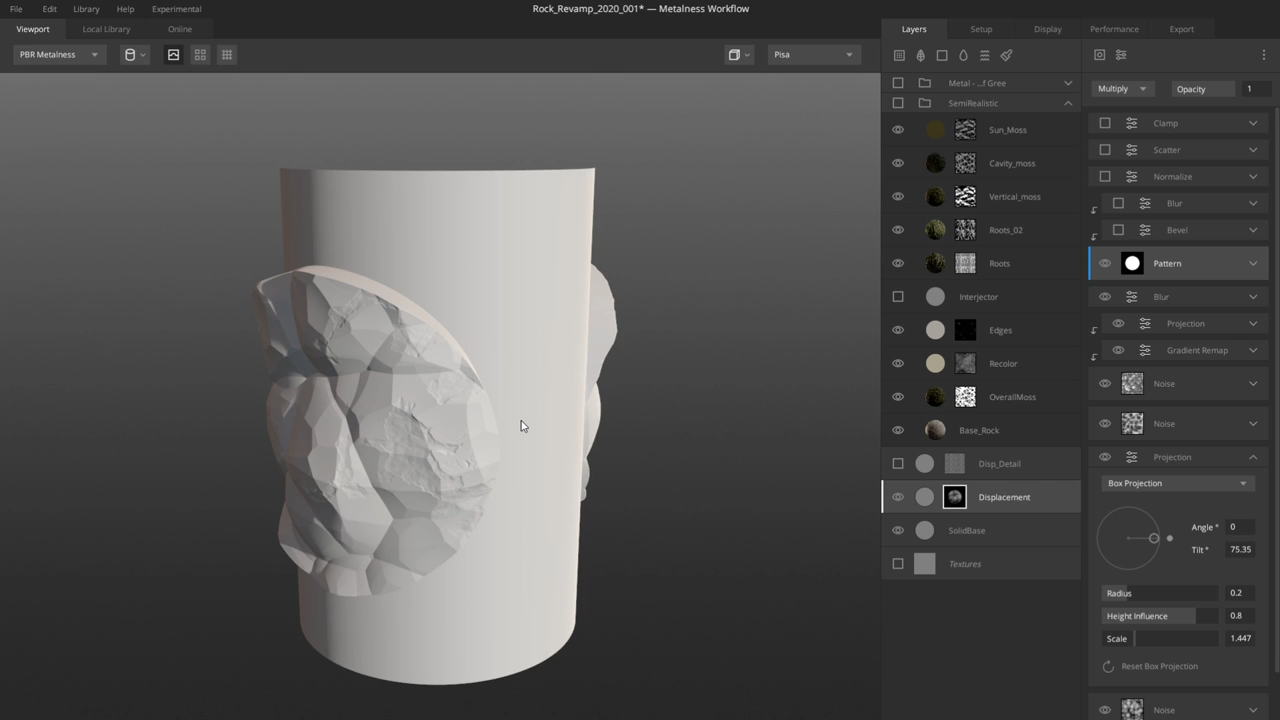 File Edit Library Help Experimental Rock_Revamp_2020_001* — Metalness Workflow
Viewport Local Library Online Layers Setup Display Performance Export
PBR Metalness Pisa
Metal - ...f Gree
SemiRealistic
Sun_Moss
Cavity_moss
Vertical_moss
Roots_02
Roots
Interjector
Edges
Recolor
OverallMoss
Base_Rock
Disp_Detail
Displacement
SolidBase
Textures
Multiply Opacity 1
Clamp
Scatter
Normalize
Blur
Bevel
Pattern
Blur
Projection
Gradient Remap
Noise
Noise
Projection
Box Projection
Angle ° 0
Tilt ° 75.35
Radius 0.2
Height Influence 0.8
Scale 1.447
Reset Box Projection
Noise